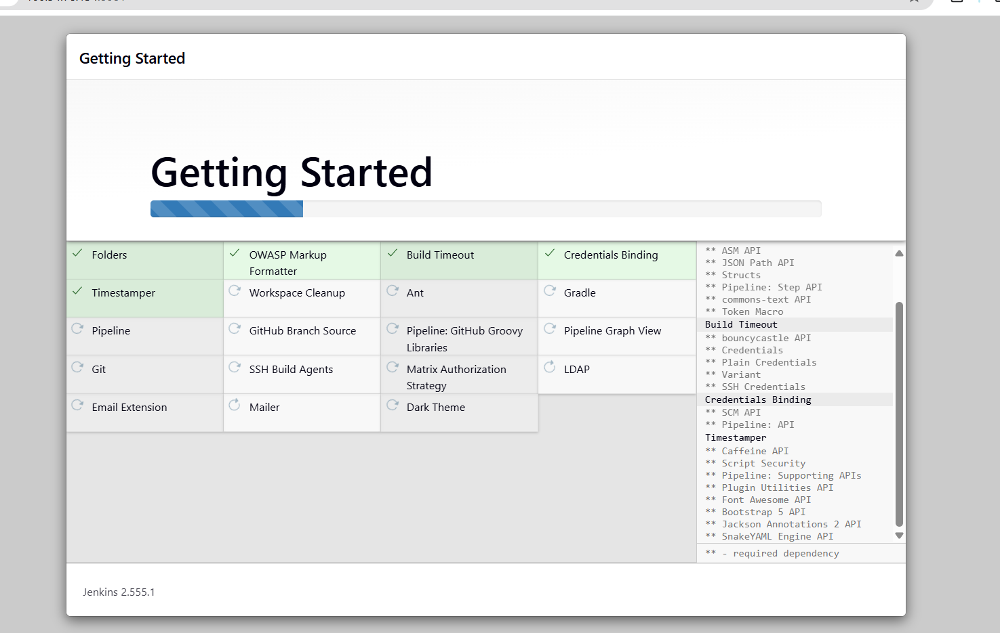 Getting Started
Getting Started
Folders
OWASP Markup
Formatter
Build Timeout
Credentials Binding
Timestamper
Workspace Cleanup
Ant
Gradle
Pipeline
GitHub Branch Source
Pipeline: GitHub Groovy
Libraries
Pipeline Graph View
Git
SSH Build Agents
Matrix Authorization
Strategy
LDAP
Email Extension
Mailer
Dark Theme
** ASM API
** JSON Path API
** Structs
** Pipeline: Step API
** commons-text API
** Token Macro
Build Timeout
** bouncycastle API
** Credentials
** Plain Credentials
** Variant
** SSH Credentials
Credentials Binding
** SCM API
** Pipeline: API
Timestamper
** Caffeine API
** Script Security
** Pipeline: Supporting APIs
** Plugin Utilities API
** Font Awesome API
** Bootstrap 5 API
** Jackson Annotations 2 API
** SnakeYAML Engine API
** - required dependency
Jenkins 2.555.1